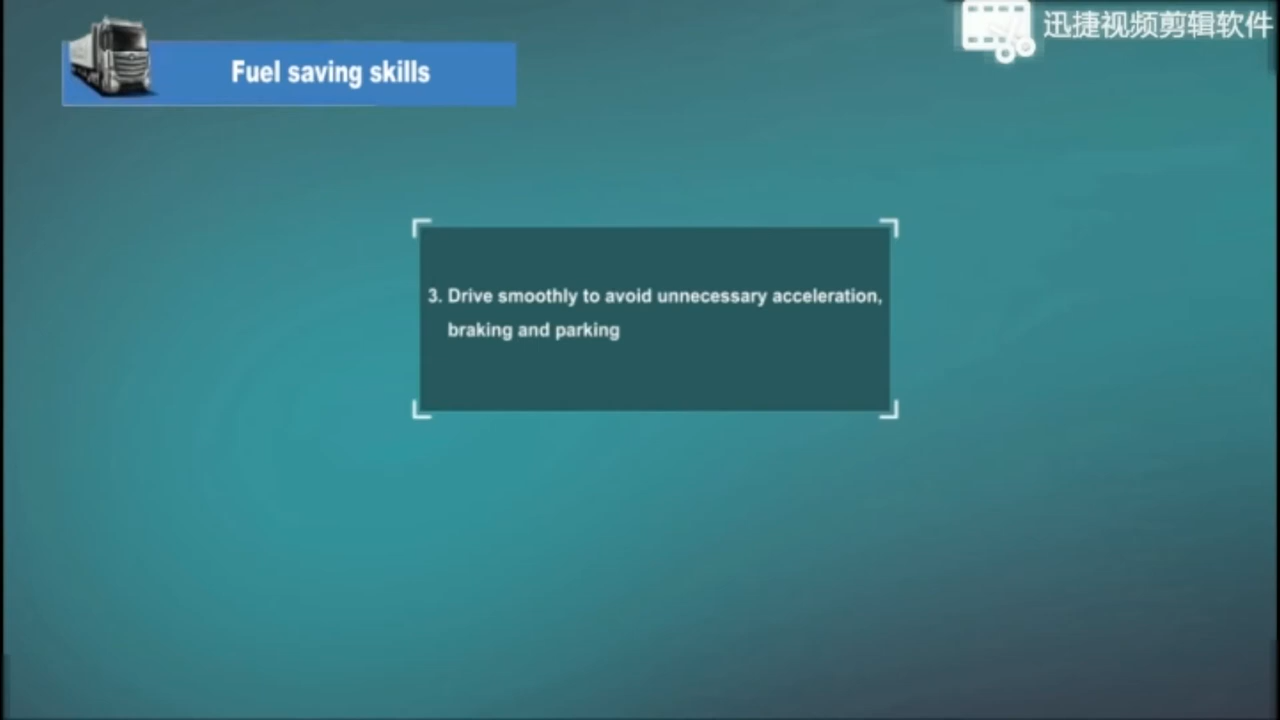 迅捷视频剪辑软件
Fuel saving skills
3. Drive smoothly to avoid unnecessary acceleration,
braking and parking